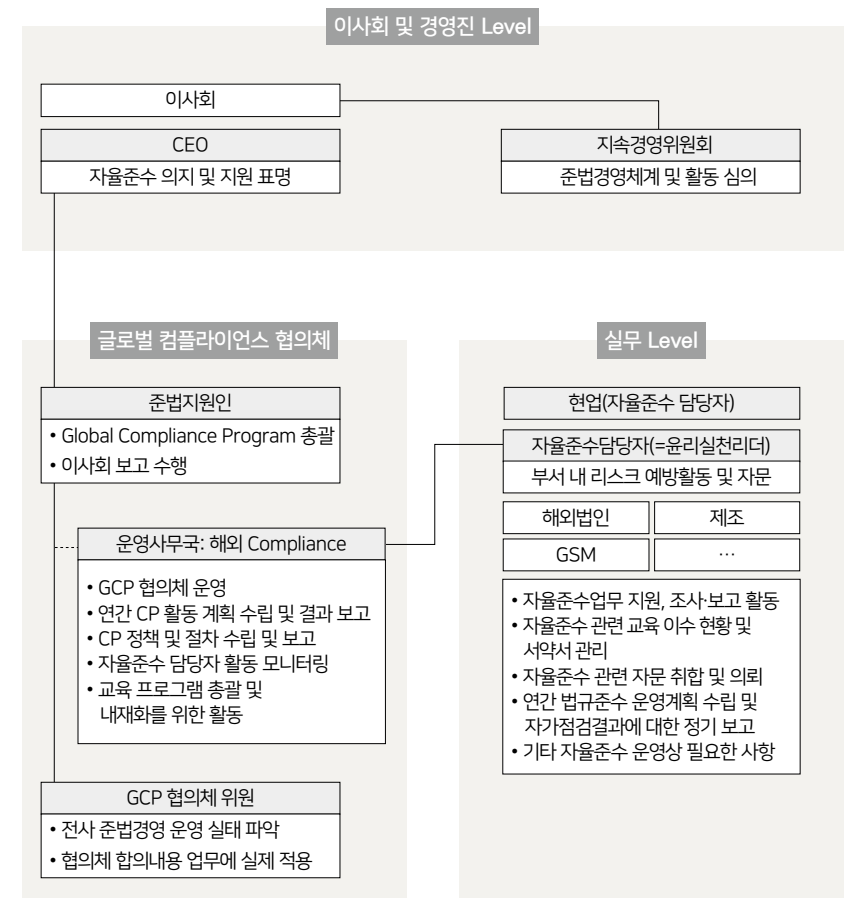 이사회 및 경영진 Level
이사회
CEO
자율준수 의지 및 지원 표명
지속경영위원회
준법경영체계 및 활동 심의
글로벌 컴플라이언스 협의체
준법지원인
• Global Compliance Program 총괄
• 이사회 보고 수행
운영사무국: 해외 Compliance
• GCP 협의체 운영
• 연간 CP 활동 계획 수립 및 결과 보고
• CP 정책 및 절차 수립 및 보고
• 자율준수 담당자 활동 모니터링
• 교육 프로그램 총괄 및
내재화를 위한 활동
GCP 협의체 위원
• 전사 준법경영 운영 실태 파악
• 협의체 합의내용 업무에 실제 적용
실무 Level
현업(자율준수 담당자)
자율준수담당자(=윤리실천리더)
부서 내 리스크 예방활동 및 자문
해외법인
제조
GSM
…
• 자율준수업무 지원, 조사·보고 활동
• 자율준수 관련 교육 이수 현황 및
서약서 관리
• 자율준수 관련 자문 취합 및 의뢰
• 연간 법규준수 운영계획 수립 및
자가점검결과에 대한 정기 보고
• 기타 자율준수 운영상 필요한 사항